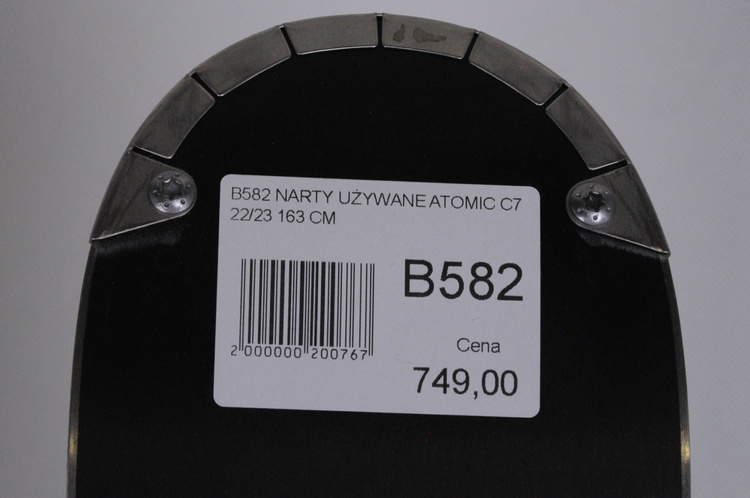 B582 NARTY UŻYWANE ATOMIC C7
22/23 163 CM
B582
2 000000 200767
Cena
749,00